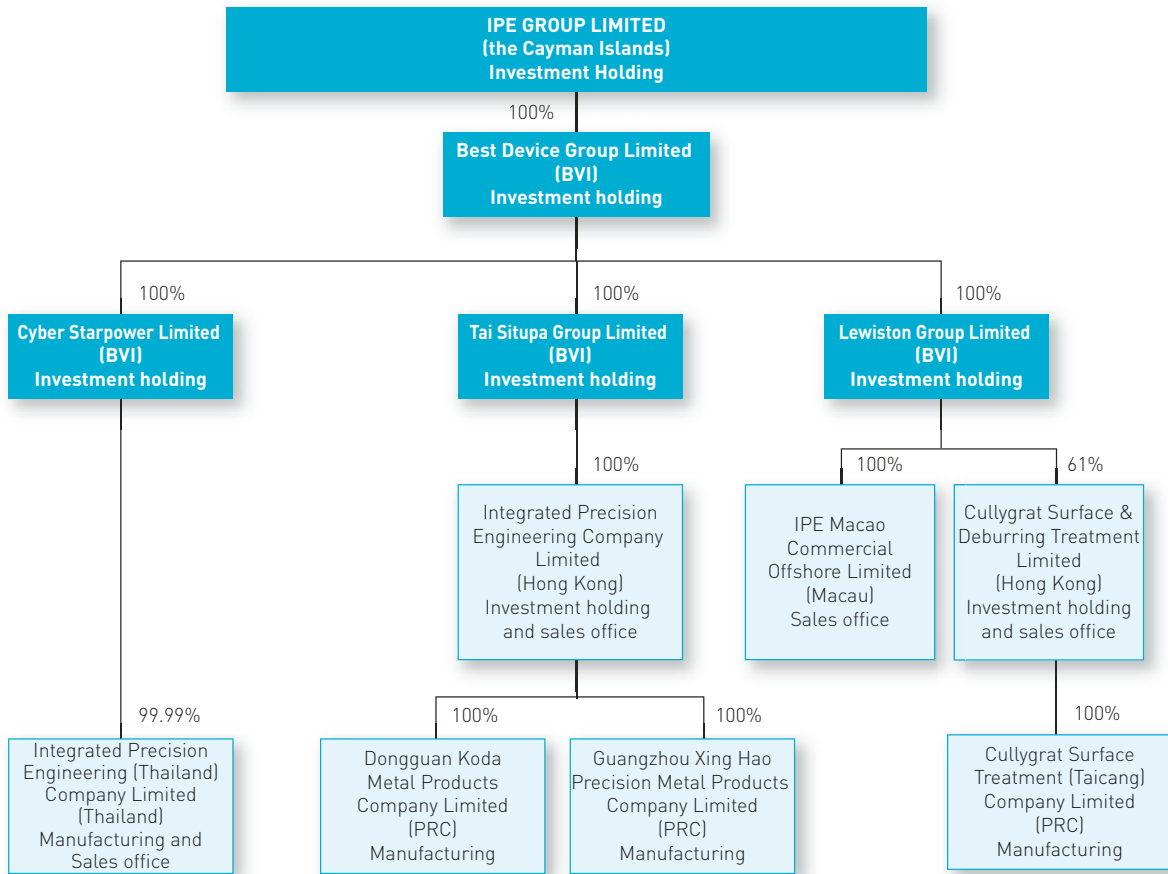 IPE GROUP LIMITED
(the Cayman Islands)
Investment Holding
100%
Best Device Group Limited
(BVI)
Investment holding
100%
100%
100%
Cyber Starpower Limited
(BVI)
Investment holding
Tai Situpa Group Limited
(BVI)
Investment holding
Lewiston Group Limited
(BVI)
Investment holding
100%
100%
61%
Integrated Precision
Engineering Company
Limited
(Hong Kong)
Investment holding
and sales office
IPE Macao
Commercial
Offshore Limited
(Macau)
Sales office
Cullygrat Surface &
Deburring Treatment
Limited
(Hong Kong)
Investment holding
and sales office
99.99%
100%
100%
100%
Integrated Precision
Engineering (Thailand)
Company Limited
(Thailand)
Manufacturing and
Sales office
Dongguan Koda
Metal Products
Company Limited
(PRC)
Manufacturing
Guangzhou Xing Hao
Precision Metal Products
Company Limited
(PRC)
Manufacturing
Cullygrat Surface
Treatment (Taicang)
Company Limited
(PRC)
Manufacturing